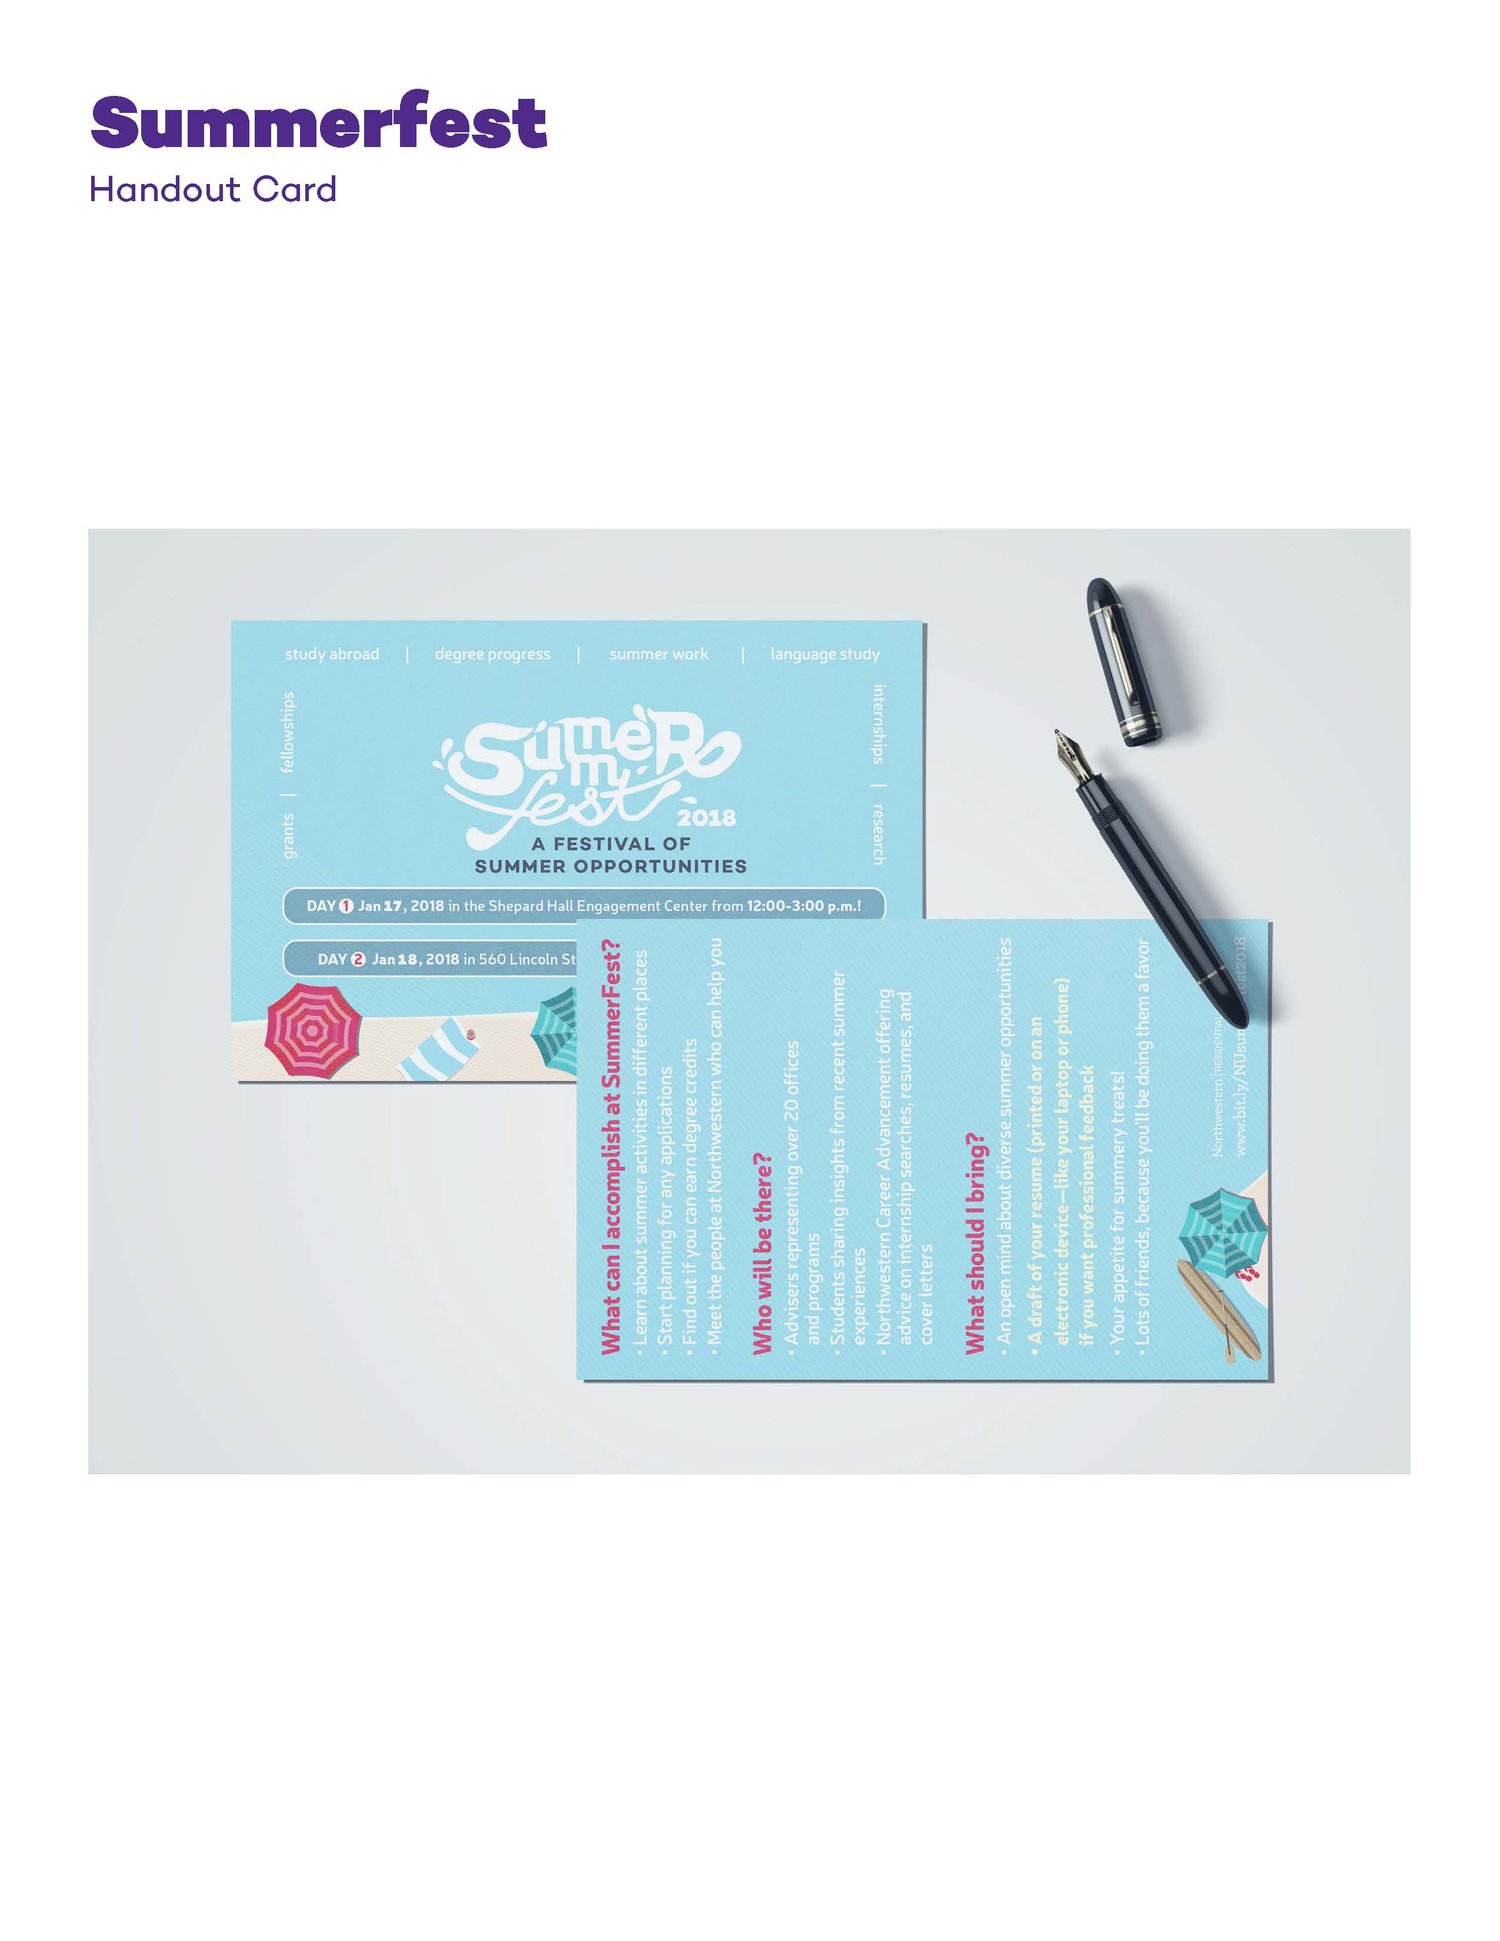 Summerfest
Handout Card
study abroad | degree progress | summer work | language study
grants | fellowships
internships | research
SUMMER
fest 2018
A FESTIVAL OF
SUMMER OPPORTUNITIES
DAY 1 Jan 17, 2018 in the Shepard Hall Engagement Center from 12:00-3:00 p.m.!
DAY 2 Jan 18, 2018 in 560 Lincoln St
What can I accomplish at SummerFest?
• Learn about summer activities in different places
• Start planning for any applications
• Find out if you can earn degree credits
• Meet the people at Northwestern who can help you
Who will be there?
• Advisers representing over 20 offices
and programs
• Students sharing insights from recent summer
experiences
• Northwestern Career Advancement offering
advice on internship searches, resumes, and
cover letters
What should I bring?
• An open mind about diverse summer opportunities
• A draft of your resume (printed or on an
electronic device—like your laptop or phone)
if you want professional feedback
• Your appetite for summery treats!
• Lots of friends, because you'll be doing them a favor
Northwestern | RESIDENTIAL
www.bit.ly/NUsum est2018